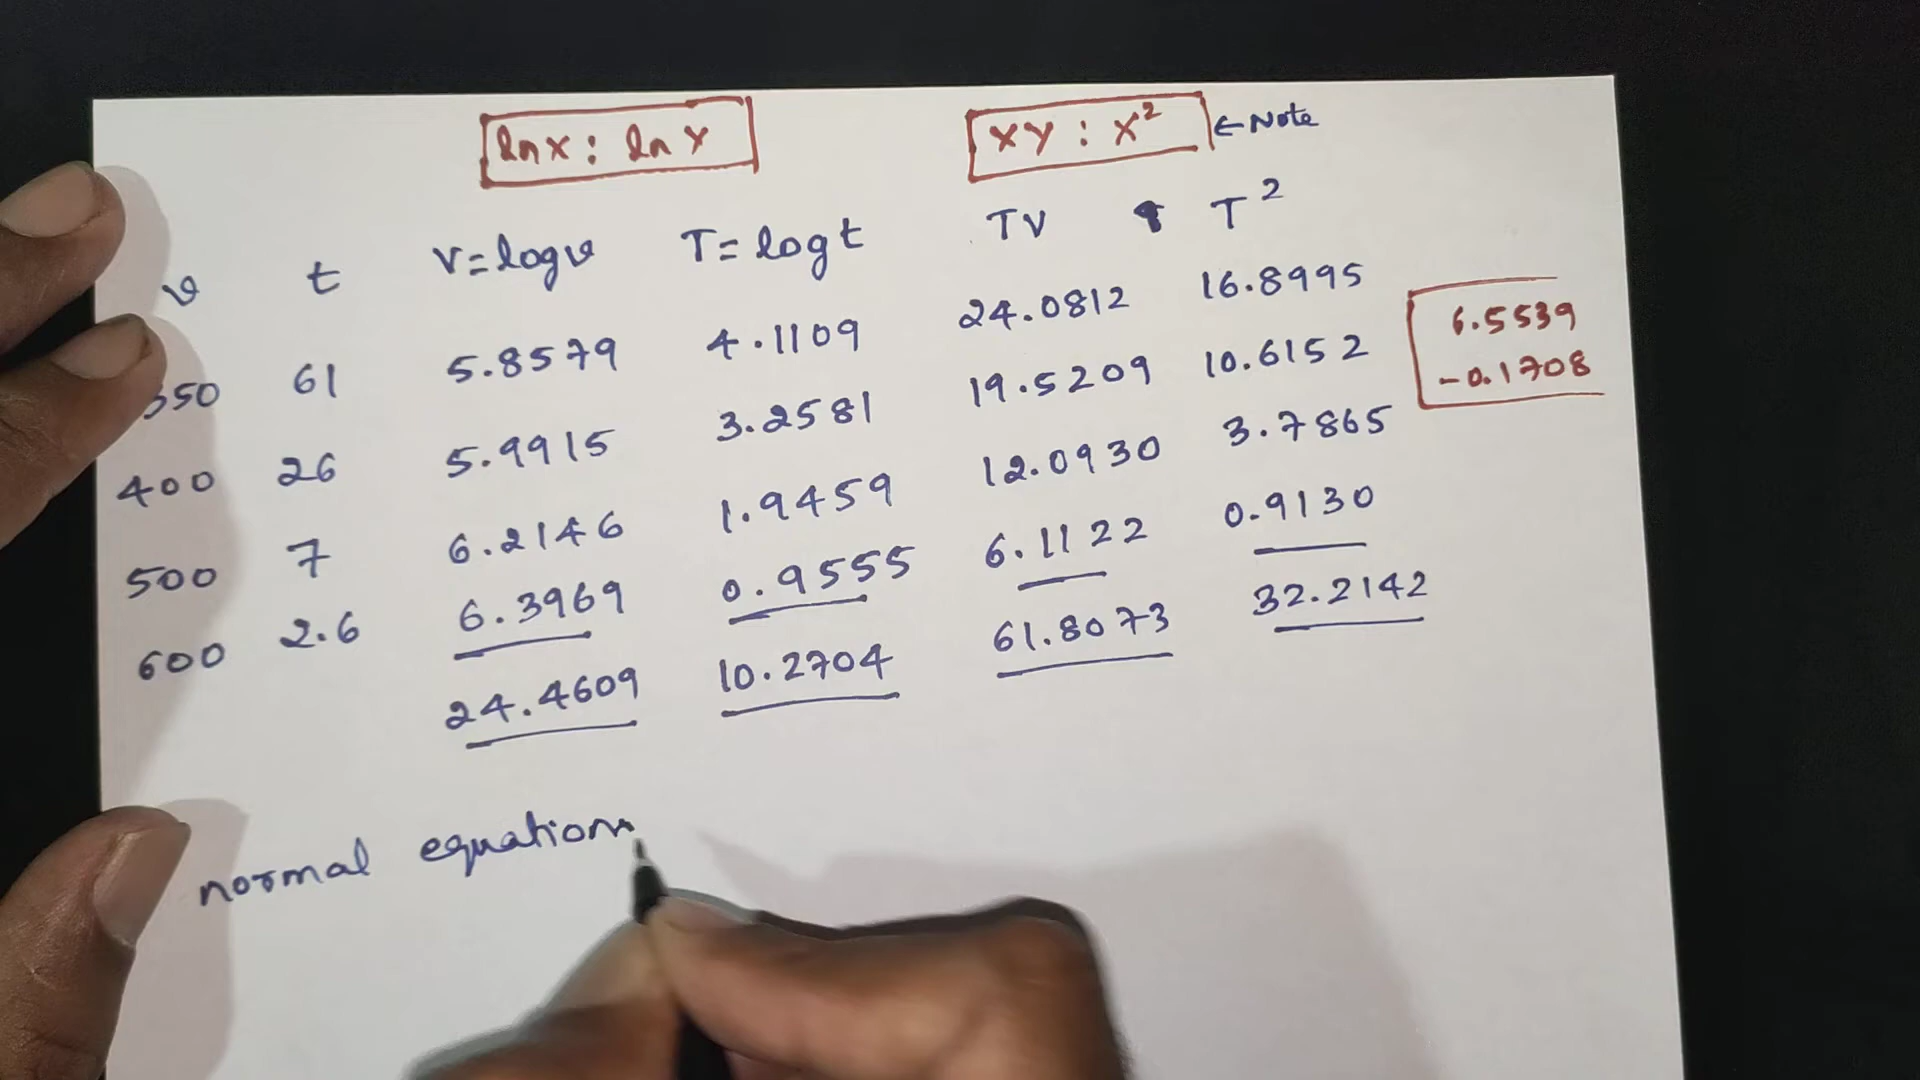 lnx : ln y
xy : x² ← Note
v t V = logv T = log t TV T²
350 61 5.8579 4.1109 24.0812 16.8995
400 26 5.9915 3.2581 19.5209 10.6152
500 7 6.2146 1.9459 12.0930 3.7865
600 2.6 6.3969 0.9555 6.1122 0.9130
24.4609 10.2704 61.8073 32.2142
6.5539
-0.1708
normal equations